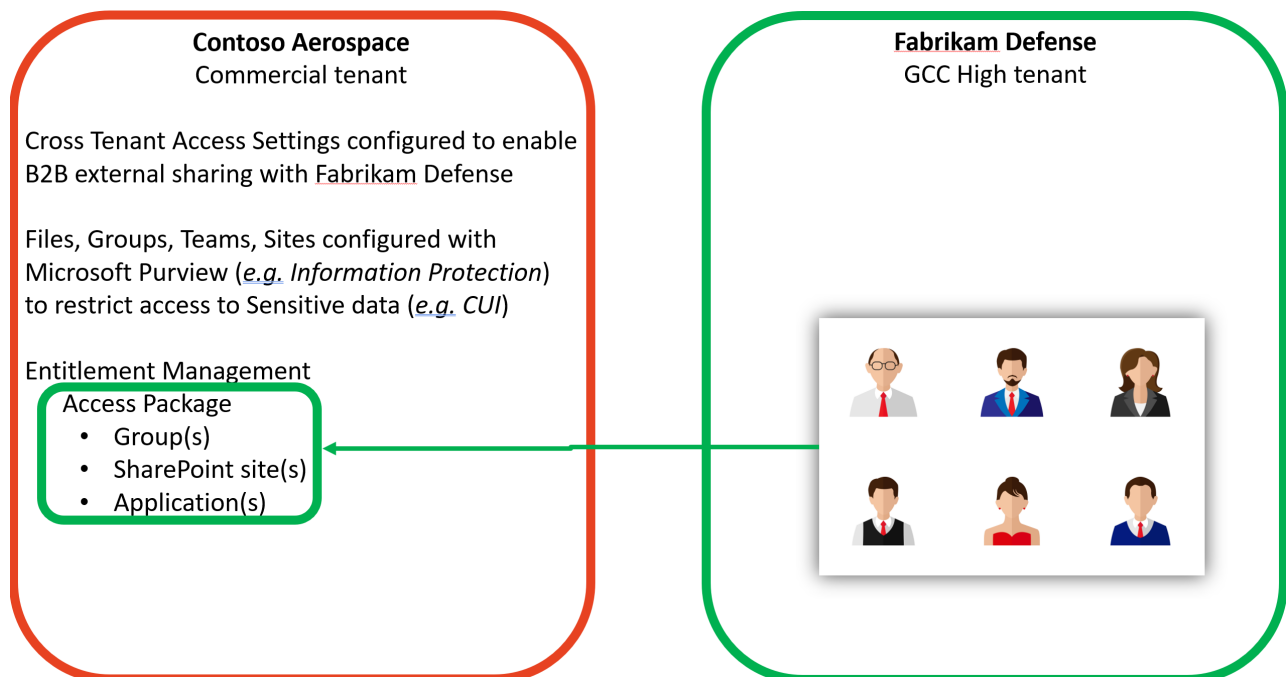 Contoso Aerospace
Commercial tenant
Cross Tenant Access Settings configured to enable
B2B external sharing with Fabrikam Defense
Files, Groups, Teams, Sites configured with
Microsoft Purview (e.g. Information Protection)
to restrict access to Sensitive data (e.g. CUI)
Entitlement Management
Access Package
• Group(s)
• SharePoint site(s)
• Application(s)
Fabrikam Defense
GCC High tenant